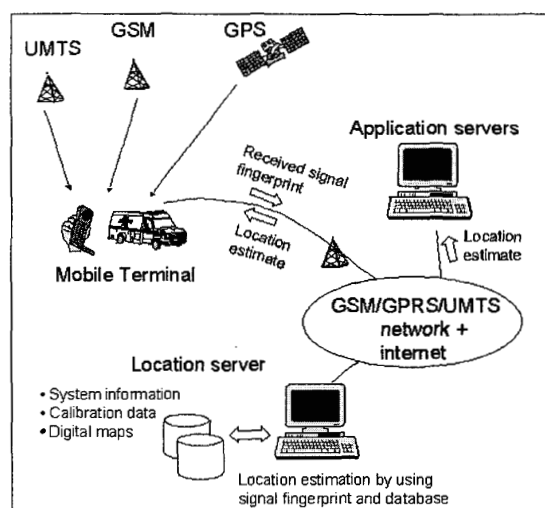 UMTS
GSM
GPS
Application servers
Received signal
fingerprint
Location
estimate
Mobile Terminal
Location
estimate
GSM/GPRS/UMTS
network +
internet
Location server
• System information
• Calibration data
• Digital maps
Location estimation by using
signal fingerprint and database